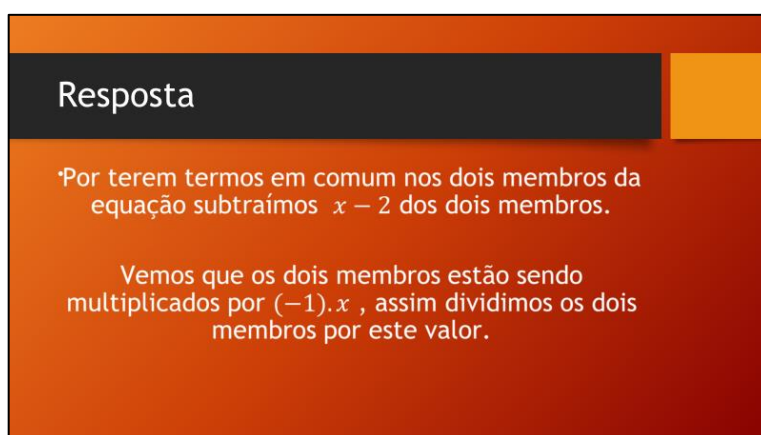 Resposta
•Por terem termos em comum nos dois membros da
equação subtraímos x − 2 dos dois membros.
Vemos que os dois membros estão sendo
multiplicados por (−1). x , assim dividimos os dois
membros por este valor.